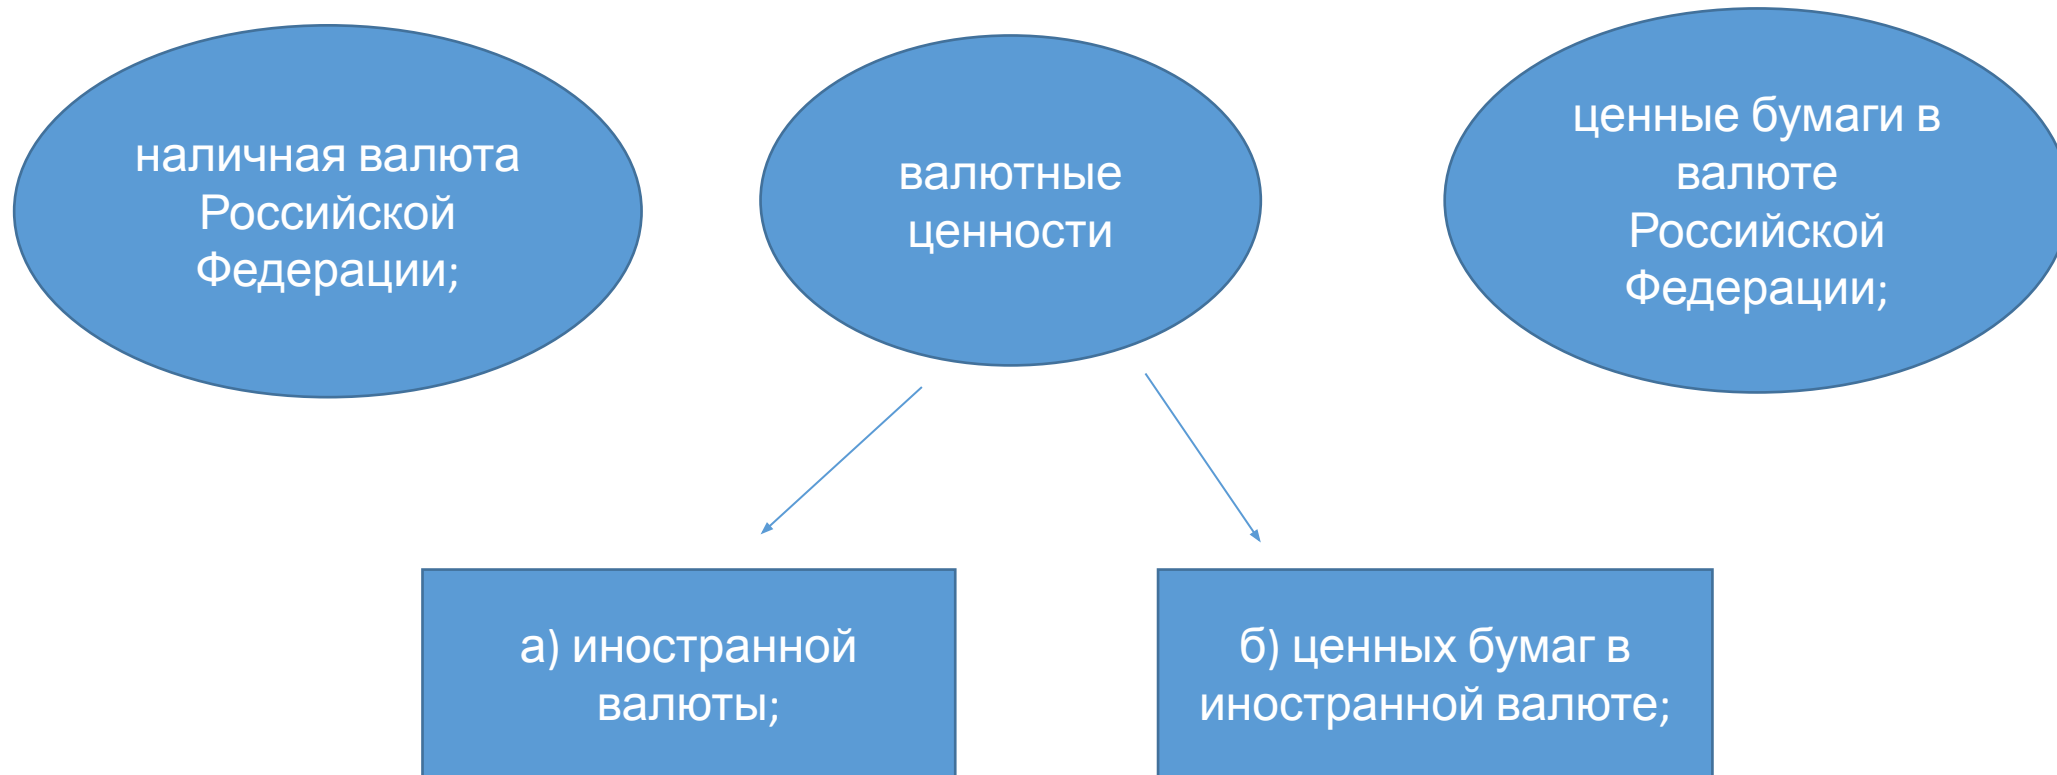 наличная валюта
Российской
Федерации;
валютные
ценности
ценные бумаги в
валюте
Российской
Федерации;
а) иностранной
валюты;
б) ценных бумаг в
иностранной валюте;